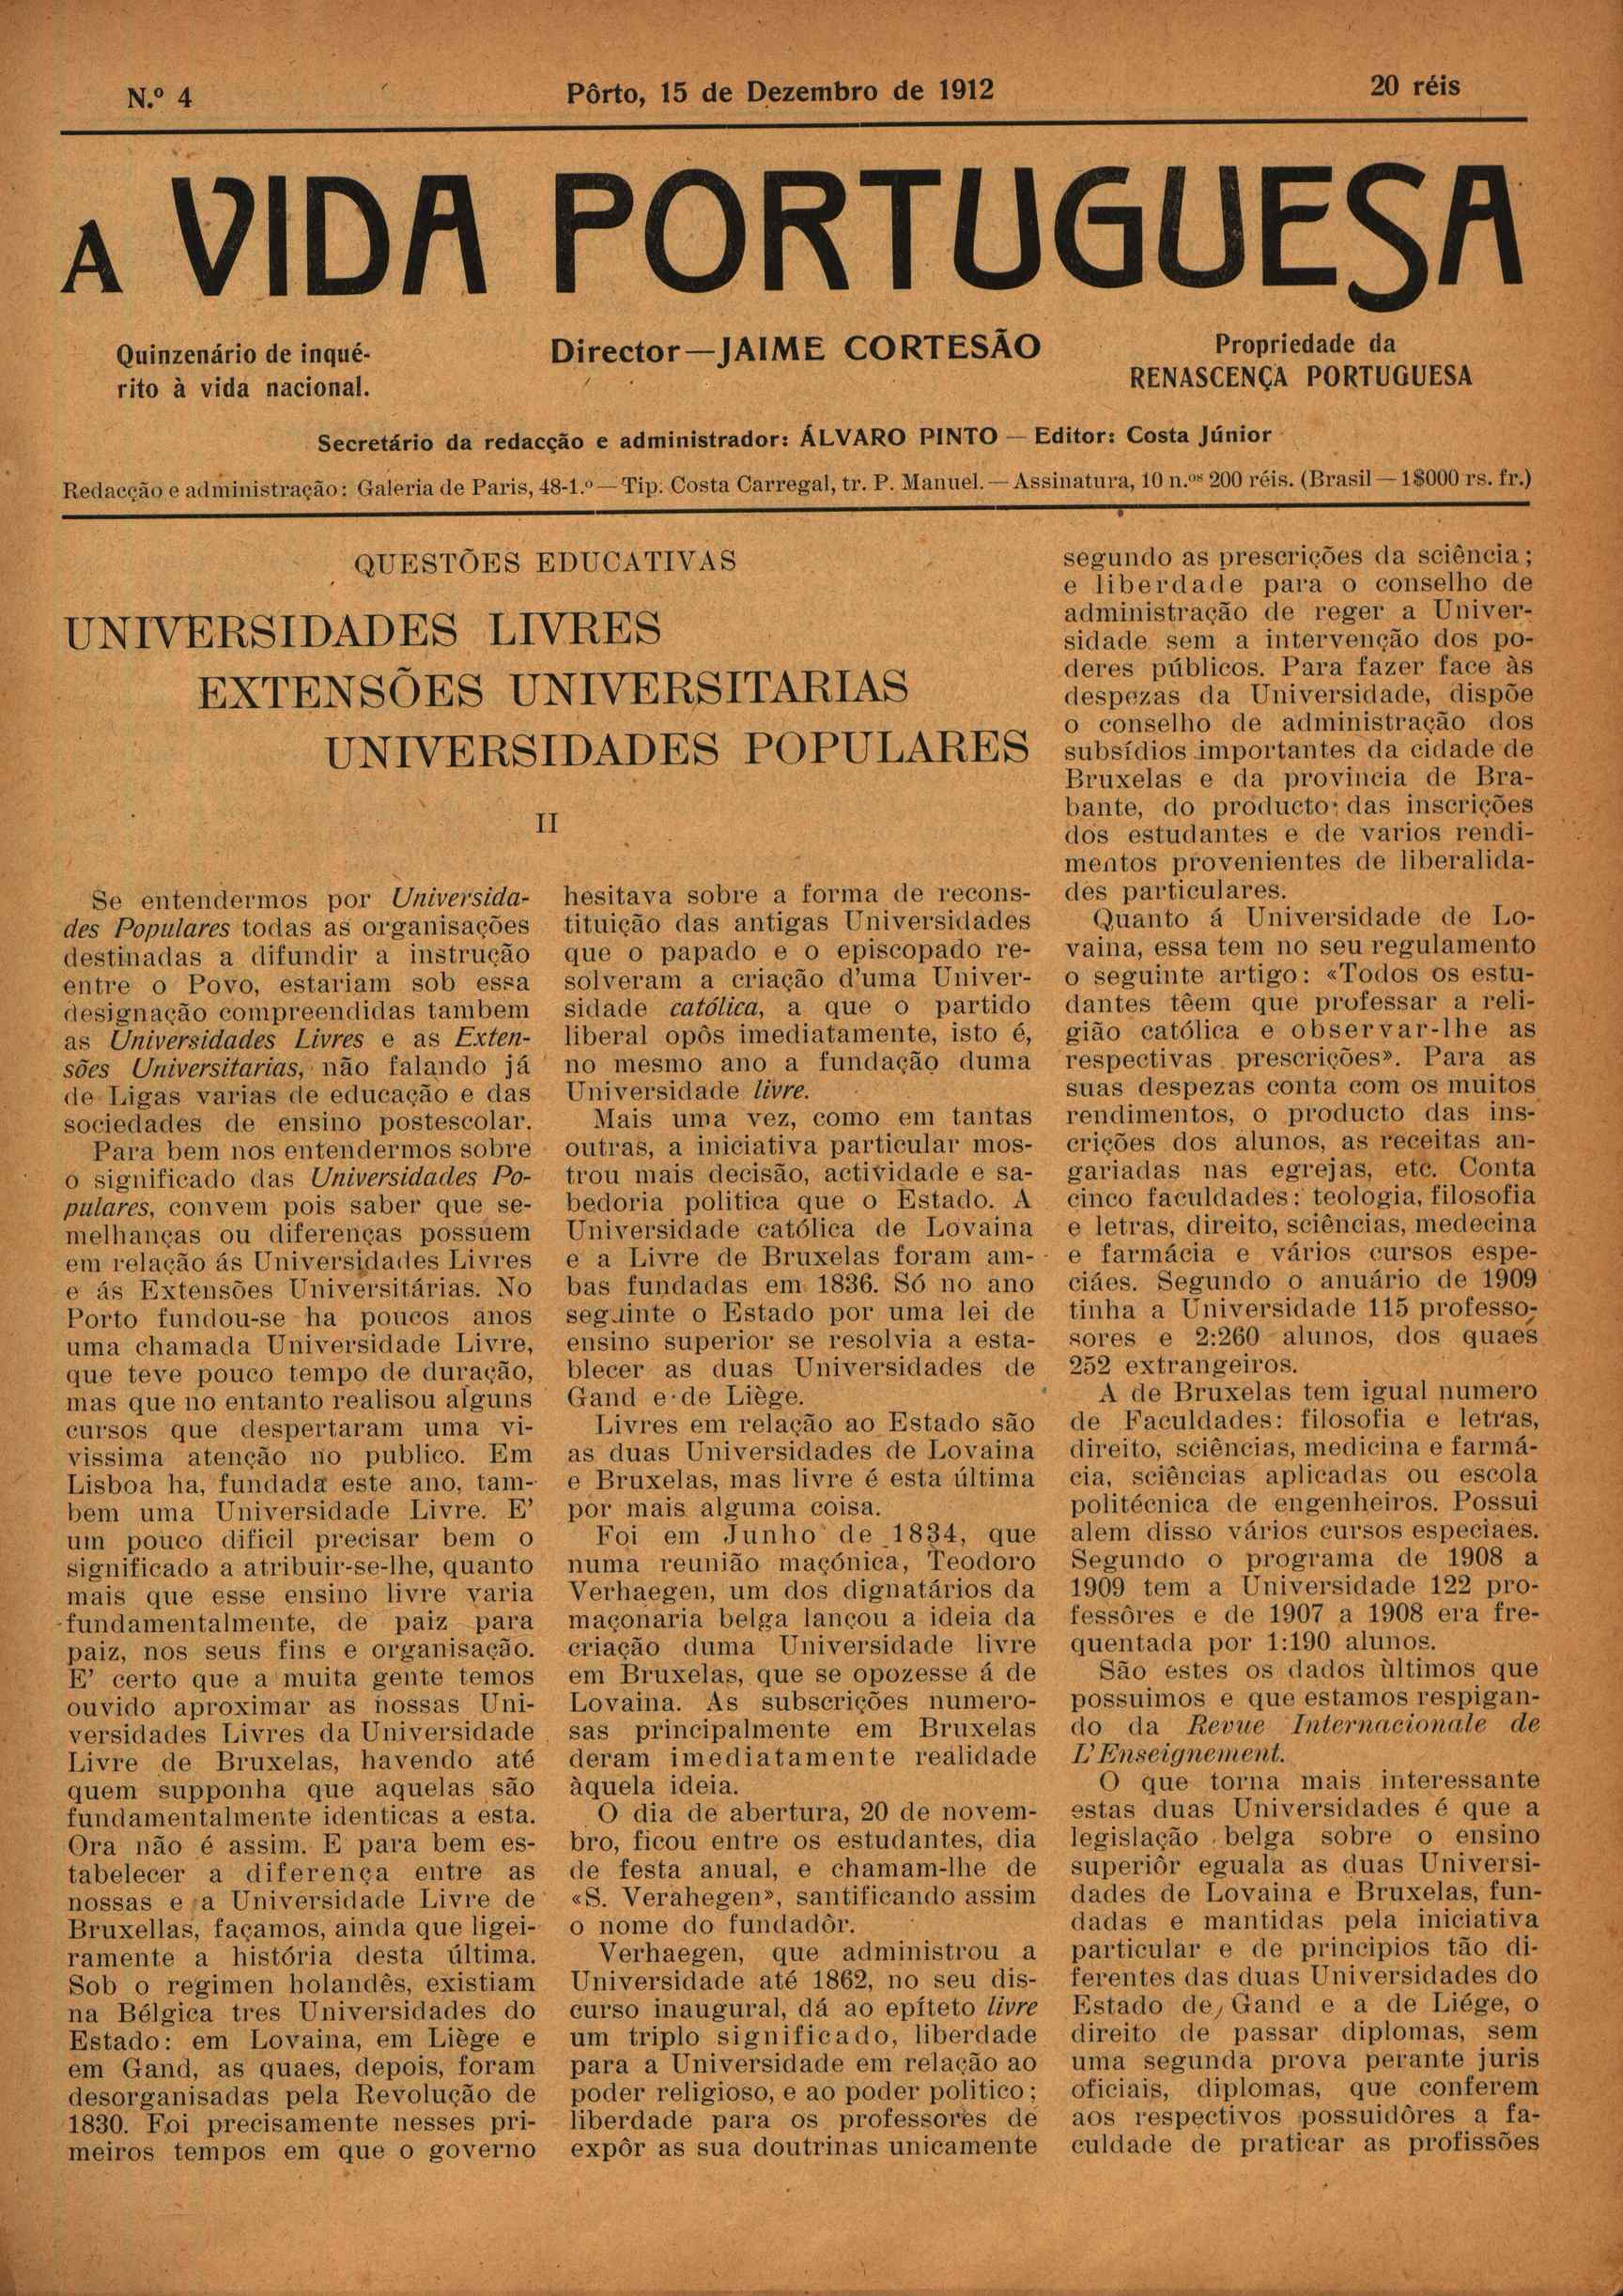 N.º 4
Pôrto, 15 de Dezembro de 1912
20 réis
A VIDA PORTUGUESA
Quinzenário de inqué-
rito à vida nacional.
Director—JAIME CORTESÃO
Propriedade da
RENASCENÇA PORTUGUESA
Secretário da redacção e administrador: ÁLVARO PINTO — Editor: Costa Júnior
Redacção e administração: Galeria de Paris, 48-1.º — Tip. Costa Carregal, tr. P. Manuel. — Assinatura, 10 n.ºs 200 réis. (Brasil — 1$000 rs. fr.)
QUESTÕES EDUCATIVAS
UNIVERSIDADES LIVRES
EXTENSÕES UNIVERSITARIAS
UNIVERSIDADES POPULARES
II
Se entendermos por Universida-
des Populares todas as organisações
destinadas a difundir a instrução
entre o Povo, estariam sob essa
designação compreendidas tambem
as Universidades Livres e as Exten-
sões Universitarias, não falando já
de Ligas varias de educação e das
sociedades de ensino postescolar.
Para bem nos entendermos sobre
o significado das Universidades Po-
pulares, convem pois saber que se-
melhanças ou diferenças possuem
em relação ás Universidades Livres
e ás Extensões Universitárias. No
Porto fundou-se ha poucos anos
uma chamada Universidade Livre,
que teve pouco tempo de duração,
mas que no entanto realisou alguns
cursos que despertaram uma vi-
vissima atenção no publico. Em
Lisboa ha, fundada este ano, tam-
bem uma Universidade Livre. E'
um pouco dificil precisar bem o
significado a atribuir-se-lhe, quanto
mais que esse ensino livre varia
fundamentalmente, de paiz para
paiz, nos seus fins e organisação.
E' certo que a muita gente temos
ouvido aproximar as nossas Uni-
versidades Livres da Universidade
Livre de Bruxelas, havendo até
quem supponha que aquelas são
fundamentalmente identicas a esta.
Ora não é assim. E para bem es-
tabelecer a diferença entre as
nossas e a Universidade Livre de
Bruxellas, façamos, ainda que ligei-
ramente a história desta última.
Sob o regimen holandês, existiam
na Bélgica tres Universidades do
Estado: em Lovaina, em Liège e
em Gand, as quaes, depois, foram
desorganisadas pela Revolução de
1830. Foi precisamente nesses pri-
meiros tempos em que o governo
hesitava sobre a forma de recons-
tituição das antigas Universidades
que o papado e o episcopado re-
solveram a criação d'uma Univer-
sidade católica, a que o partido
liberal opôs imediatamente, isto é,
no mesmo ano a fundação duma
Universidade livre.
Mais uma vez, como em tantas
outras, a iniciativa particular mos-
trou mais decisão, actividade e sa-
bedoria politica que o Estado. A
Universidade católica de Lovaina
e a Livre de Bruxelas foram am-
bas fundadas em 1836. Só no ano
seguinte o Estado por uma lei de
ensino superior se resolvia a esta-
blecer as duas Universidades de
Gand e de Liège.
Livres em relação ao Estado são
as duas Universidades de Lovaina
e Bruxelas, mas livre é esta última
por mais alguma coisa.
Foi em Junho de 1834, que
numa reunião maçónica, Teodoro
Verhaegen, um dos dignatários da
maçonaria belga lançou a ideia da
criação duma Universidade livre
em Bruxelas, que se opozesse á de
Lovaina. As subscrições numero-
sas principalmente em Bruxelas
deram imediatamente realidade
àquela ideia.
O dia de abertura, 20 de novem-
bro, ficou entre os estudantes, dia
de festa anual, e chamam-lhe de
«S. Verahegen», santificando assim
o nome do fundadôr.
Verhaegen, que administrou a
Universidade até 1862, no seu dis-
curso inaugural, dá ao epíteto livre
um triplo significado, liberdade
para a Universidade em relação ao
poder religioso, e ao poder politico;
liberdade para os professores de
expôr as sua doutrinas unicamente
segundo as prescrições da sciência;
e liberdade para o conselho de
administração de reger a Univer-
sidade sem a intervenção dos po-
deres públicos. Para fazer face às
despezas da Universidade, dispõe
o conselho de administração dos
subsídios importantes da cidade de
Bruxelas e da provincia de Bra-
bante, do producto das inscrições
dos estudantes e de varios rendi-
mentos provenientes de liberalida-
des particulares.
Quanto á Universidade de Lo-
vaina, essa tem no seu regulamento
o seguinte artigo: «Todos os estu-
dantes têem que professar a reli-
gião católica e observar-lhe as
respectivas prescrições». Para as
suas despezas conta com os muitos
rendimentos, o producto das ins-
crições dos alunos, as receitas an-
gariadas nas egrejas, etc. Conta
cinco faculdades: teologia, filosofia
e letras, direito, sciências, medecina
e farmácia e vários cursos espe-
ciáes. Segundo o anuário de 1909
tinha a Universidade 115 professo-
sores e 2:260 alunos, dos quaes
252 extrangeiros.
A de Bruxelas tem igual numero
de Faculdades: filosofia e letras,
direito, sciências, medicina e farmá-
cia, sciências aplicadas ou escola
politécnica de engenheiros. Possui
alem disso vários cursos especiaes.
Segundo o programa de 1908 a
1909 tem a Universidade 122 pro-
fessôres e de 1907 a 1908 era fre-
quentada por 1:190 alunos.
São estes os dados ùltimos que
possuimos e que estamos respigan-
do da Revue Internacionale de
L'Enseignement.
O que torna mais interessante
estas duas Universidades é que a
legislação belga sobre o ensino
superiôr eguala as duas Universi-
dades de Lovaina e Bruxelas, fun-
dadas e mantidas pela iniciativa
particular e de principios tão di-
ferentes das duas Universidades do
Estado de, Gand e a de Liége, o
direito de passar diplomas, sem
uma segunda prova perante juris
oficiais, diplomas, que conferem
aos respectivos possuidôres a fa-
culdade de praticar as profissões